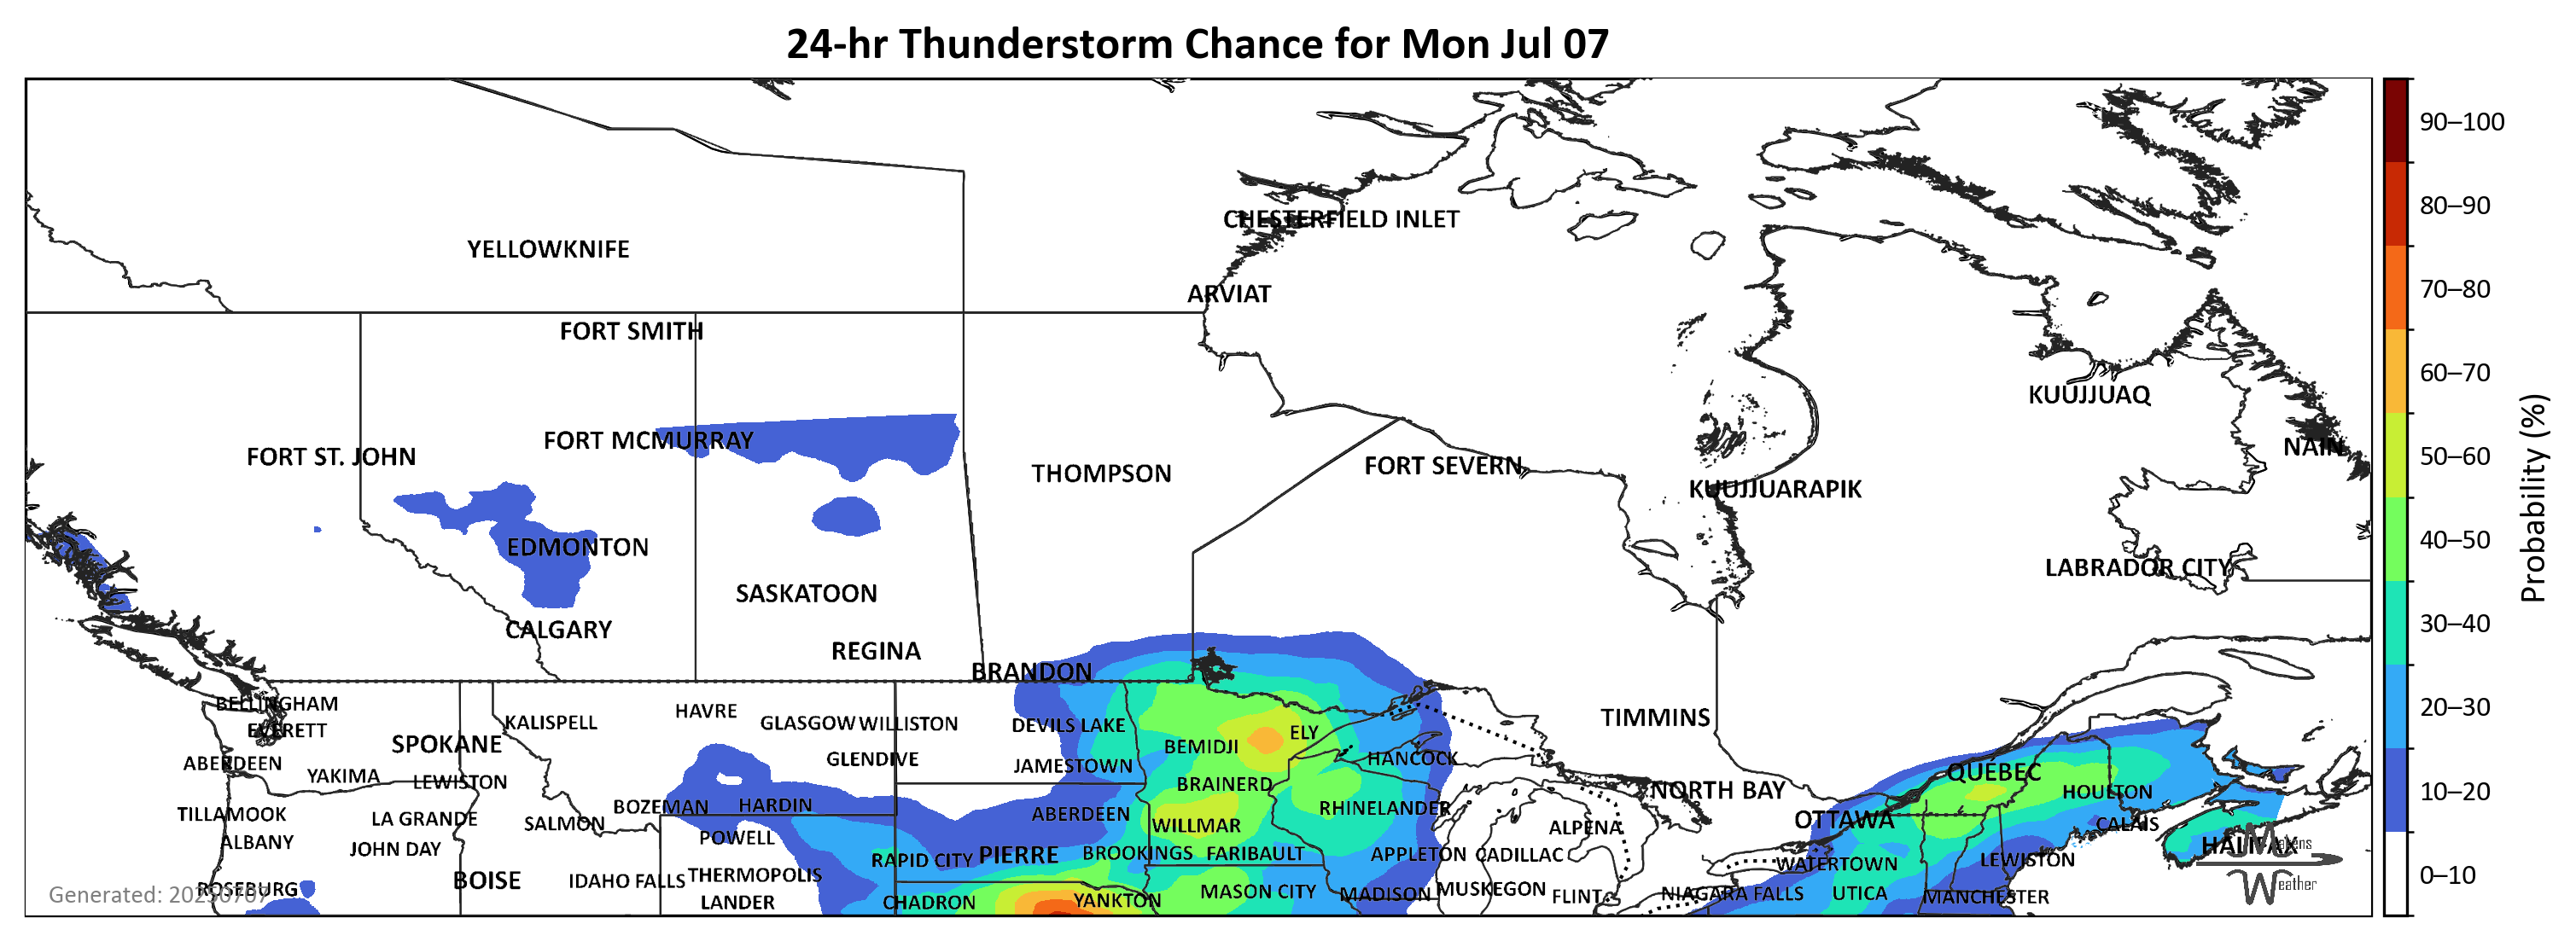 24-hr Thunderstorm Chance for Mon Jul 07
CHESTERFIELD INLET
YELLOWKNIFE
ARVIAT
FORT SMITH
KUUJJUAQ
FORT MCMURRAY
NAIN
FORT ST. JOHN
FORT SEVERN
THOMPSON
KUUJJUARAPIK
EDMONTON
LABRADOR CITY
SASKATOON
CALGARY
REGINA
BRANDON
BELLINGHAM
HAVRE
TIMMINS
KALISPELL
GLASGOW
WILLISTON
DEVILS LAKE
EVERETT
ELY
SPOKANE
BEMIDJI
GLENDIVE
HANCOCK
ABERDEEN
JAMESTOWN
QUEBEC
YAKIMA
LEWISTON
BRAINERD
NORTH BAY
HOULTON
BOZEMAN
HARDIN
RHINELANDER
TILLAMOOK
LA GRANDE
ABERDEEN
SALMON
WILLMAR
ALPENA
OTTAWA
CALAIS
ALBANY
POWELL
JOHN DAY
RAPID CITY
PIERRE
BROOKINGS
FARIBAULT
APPLETON
CADILLAC
HALIFAX
WATERTOWN
LEWISTON
BOISE
IDAHO FALLS
THERMOPOLIS
ROSEBURG
MASON CITY
MADISON
MUSKEGON
FLINT
NIAGARA FALLS
UTICA
MANCHESTER
LANDER
CHADRON
YANKTON
Generated: 20250707
Weather
90–100
80–90
70–80
60–70
50–60
40–50
30–40
20–30
10–20
0–10
Probability (%)